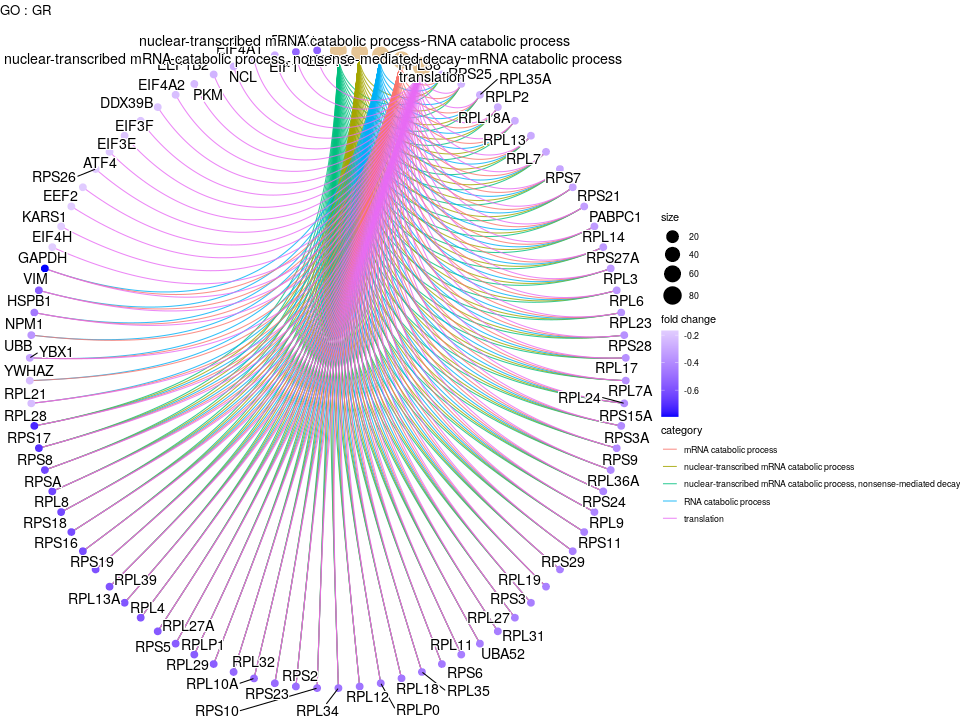 GO : GR
nuclear-transcribed mRNA catabolic process
RNA catabolic process
nuclear-transcribed mRNA catabolic process, nonsense-mediated decay
mRNA catabolic process
translation
EIF4A1
EIF1
RPL38
RPS25
RPL35A
NCL
EIF4A2
PKM
RPLP2
DDX39B
RPL18A
EIF3F
RPL13
EIF3E
RPL7
ATF4
RPS26
RPS7
EEF2
RPS21
KARS1
PABPC1
EIF4H
RPL14
GAPDH
RPS27A
VIM
RPL3
HSPB1
RPL6
NPM1
RPL23
UBB
YBX1
RPS28
YWHAZ
RPL17
RPL21
RPL7A
RPL24
RPL28
RPS15A
RPS17
RPS3A
RPS8
RPS9
RPSA
RPL36A
RPL8
RPS24
RPS18
RPL9
RPS16
RPS11
RPS19
RPS29
RPL39
RPL19
RPL13A
RPL4
RPS3
RPL27A
RPL27
RPL31
RPS5
RPLP1
RPL11
UBA52
RPL29
RPL32
RPS6
RPL10A
RPS2
RPL18
RPL35
RPS23
RPL12
RPLP0
RPS10
RPL34
size
20
40
60
80
fold change
-0.2
-0.4
-0.6
category
mRNA catabolic process
nuclear-transcribed mRNA catabolic process
nuclear-transcribed mRNA catabolic process, nonsense-mediated decay
RNA catabolic process
translation